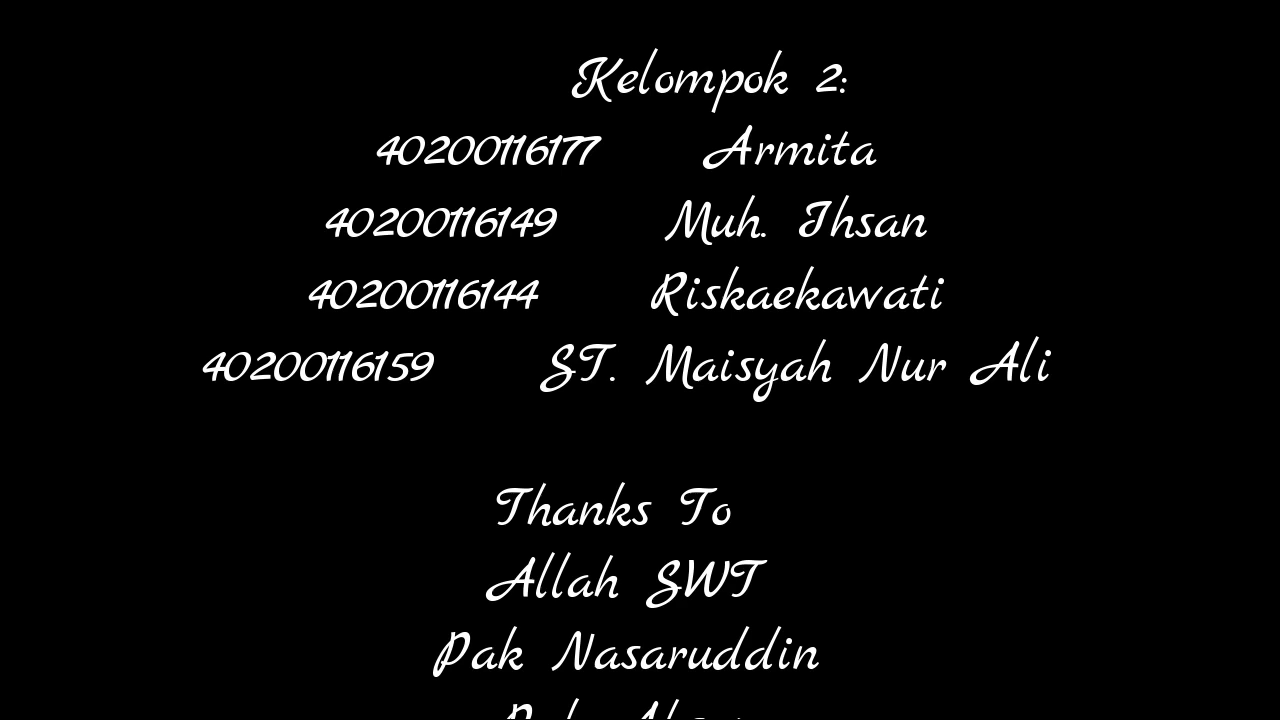 Kelompok 2:
40200116177 Armita
40200116149 Muh. Ihsan
40200116144 Riskaekawati
40200116159 ST. Maisyah Nur Ali
Thanks To
Allah SWT
Pak Nasaruddin